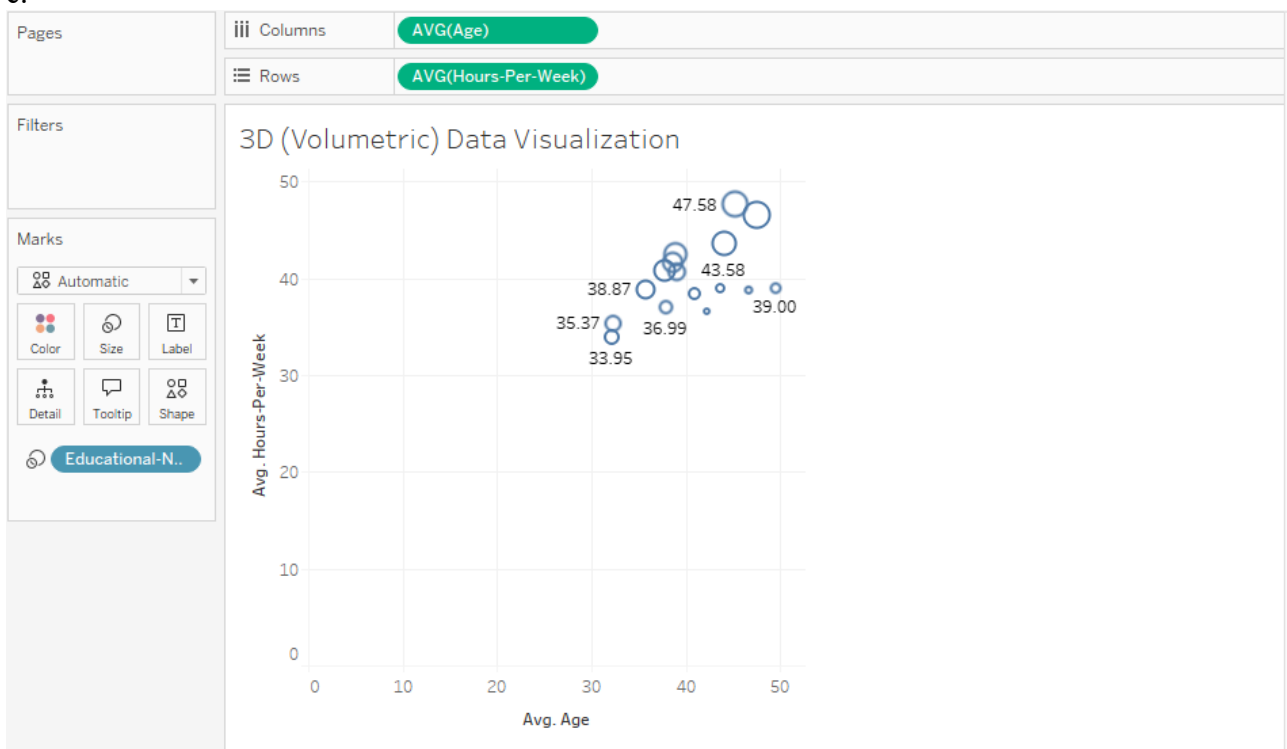 Pages
Columns
AVG(Age)
Rows
AVG(Hours-Per-Week)
Filters
3D (Volumetric) Data Visualization
Marks
Automatic
Color
Size
T
Label
Detail
Tooltip
Shape
Educational-N..
50
40
30
20
10
0
Avg. Hours-Per-Week
47.58
43.58
38.87
39.00
35.37
36.99
33.95
0
10
20
30
40
50
Avg. Age